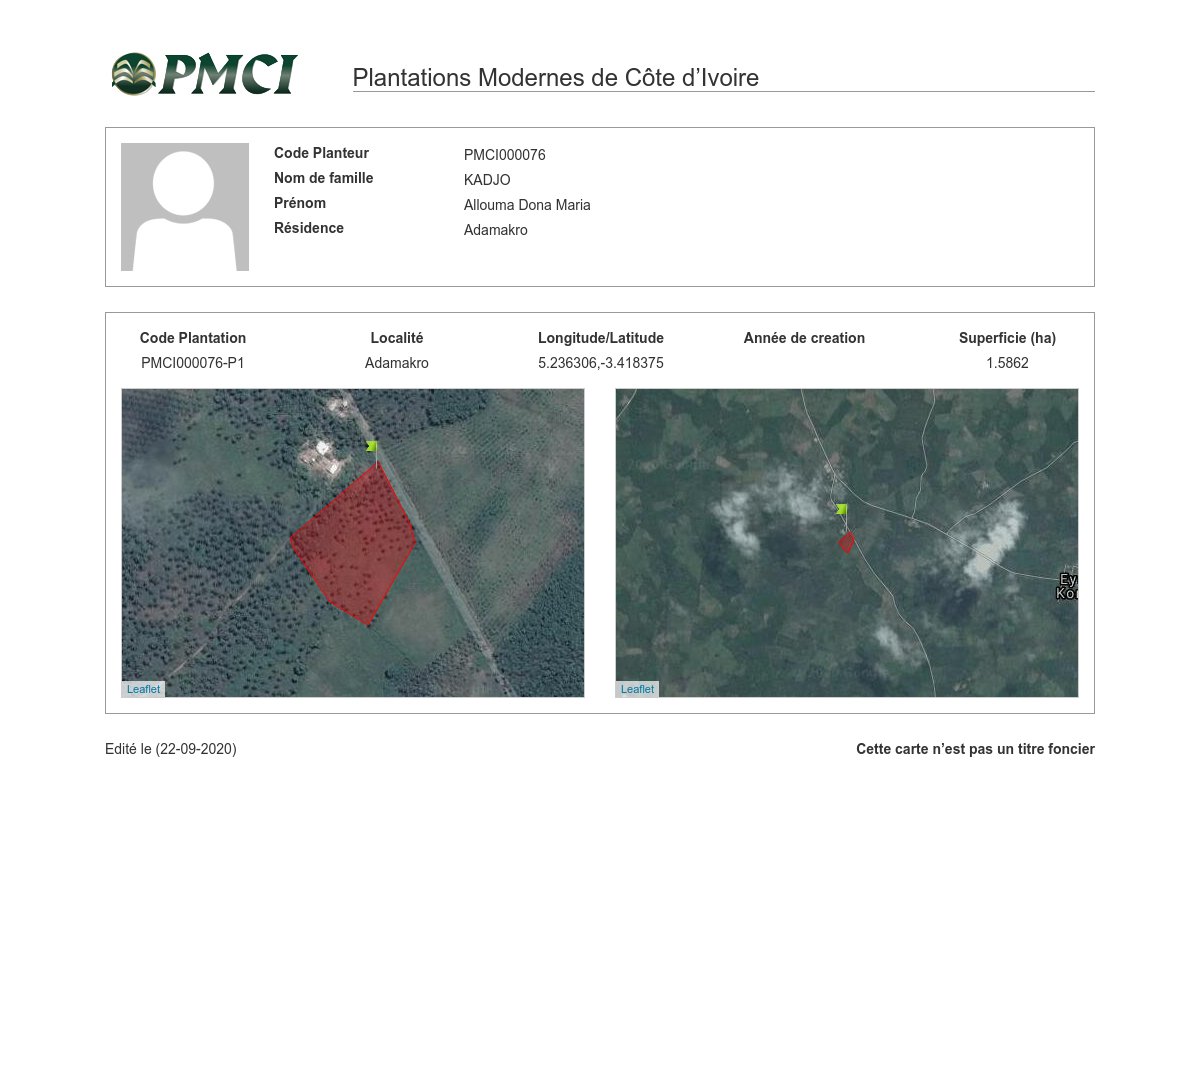 PMCI
Plantations Modernes de Côte d’Ivoire
Code Planteur PMCI000076
Nom de famille KADJO
Prénom Allouma Dona Maria
Résidence Adamakro
Code Plantation Localité Longitude/Latitude Année de creation Superficie (ha)
PMCI000076-P1 Adamakro 5.236306,-3.418375 1.5862
Ey
Kor
Leaflet Leaflet
Edité le (22-09-2020) Cette carte n’est pas un titre foncier